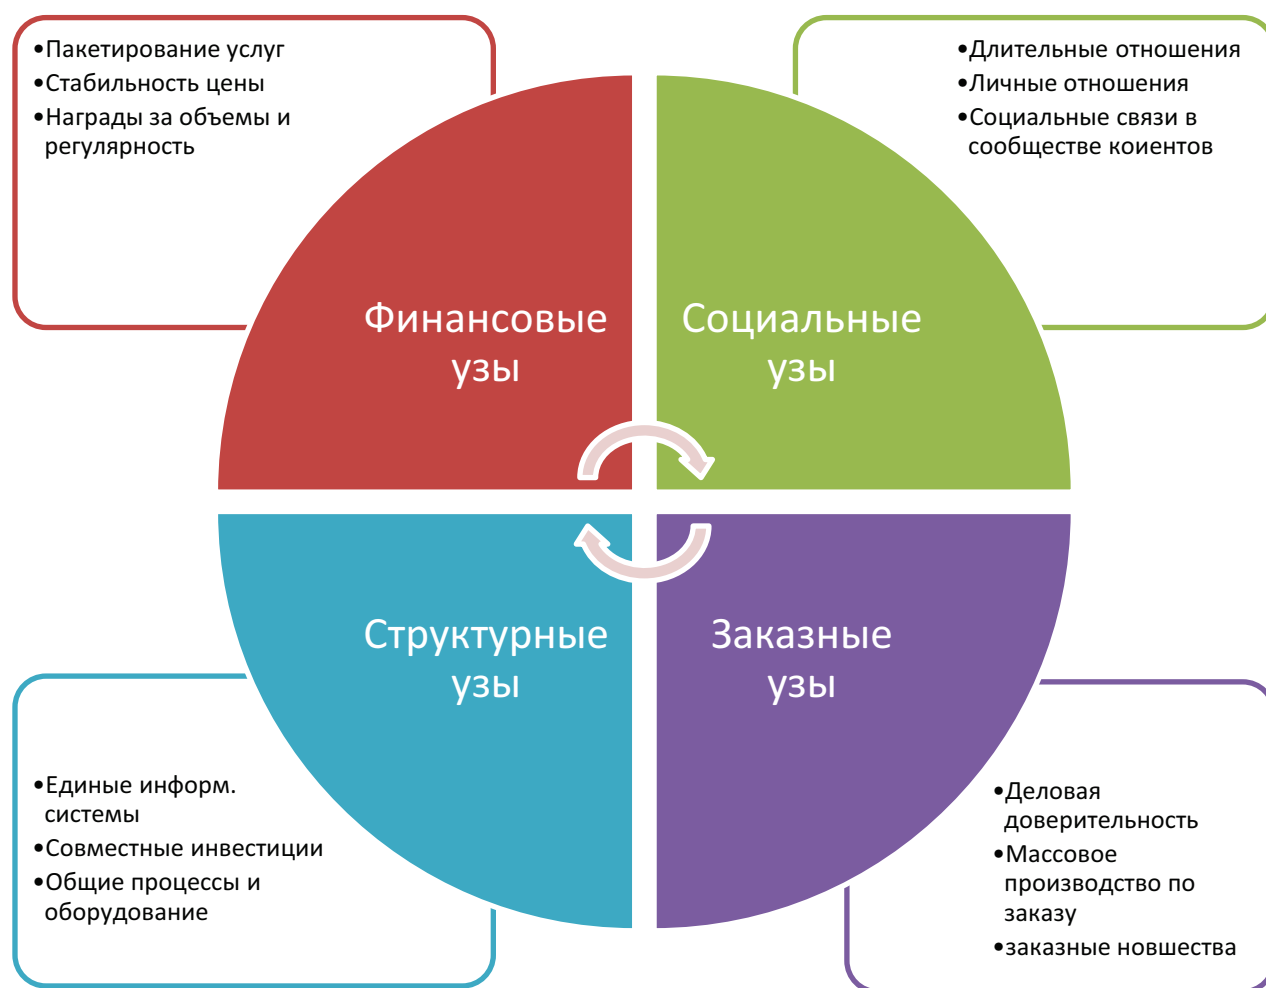 •Пакетирование услуг
•Стабильность цены
•Награды за объемы и
регулярность
•Длительные отношения
•Личные отношения
•Социальные связи в
сообществе коиентов
Финансовые
узы
Социальные
узы
Структурные
узы
Заказные
узы
•Единые информ.
системы
•Совместные инвестиции
•Общие процессы и
оборудование
•Деловая
доверительность
•Массовое
производство по
заказу
•заказные новшества